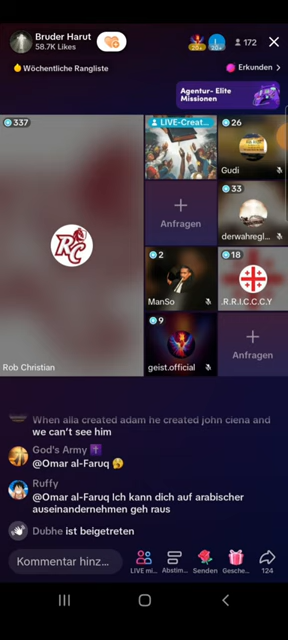 Bruder Harut
58.7K Likes
20+
20+
172
Wöchentliche Rangliste
Erkunden >
Agentur- Elite
Missionen
337
LIVE-Creat...
26
Gudi
Anfragen
33
derwahregl...
2
ManSo
18
.R.R.I.C.C.Y
9
geist.official
Anfragen
RC
Rob Christian
When alla created adam he created john ciena and
we can't see him
God's Army
@Omar al-Faruq
Ruffy
@Omar al-Faruq Ich kann dich auf arabischer
auseinandernehmen geh raus
Dubhe ist beigetreten
Kommentar hinz...
LIVE mi...
Abstim...
Senden
Gesche...
124